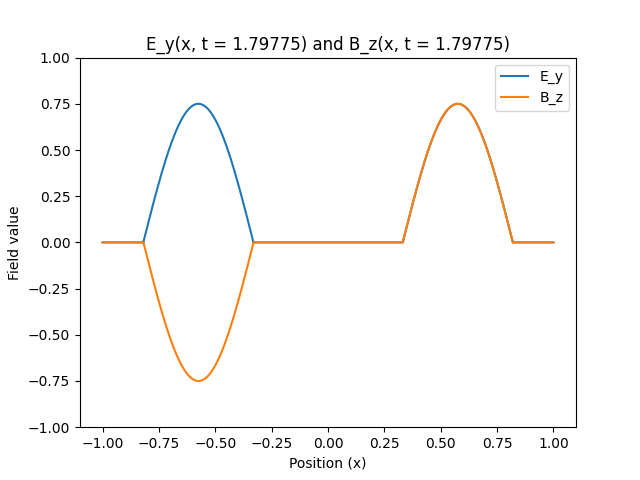 E_y(x, t = 1.79775) and B_z(x, t = 1.79775)
1.00
0.75
0.50
0.25
0.00
−0.25
−0.50
−0.75
−1.00
Field value
E_y
B_z
−1.00 −0.75 −0.50 −0.25 0.00 0.25 0.50 0.75 1.00
Position (x)